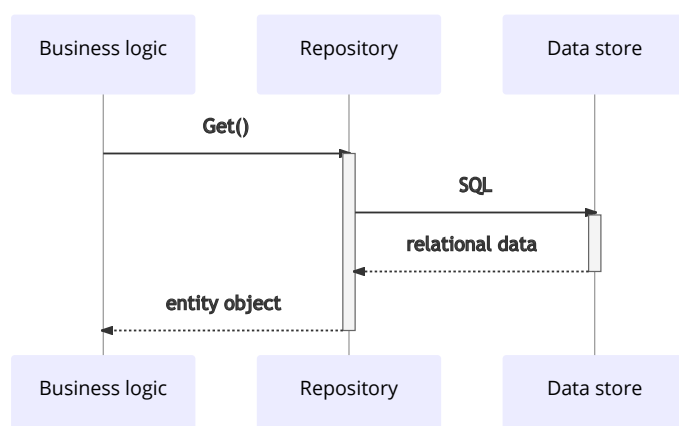 Business logic
Repository
Data store
Get()
SQL
relational data
entity object
Business logic
Repository
Data store